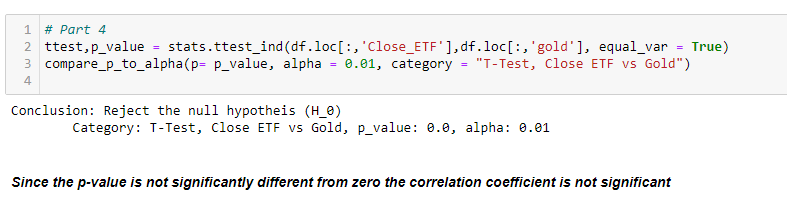 1 # Part 4
2 ttest,p_value = stats.ttest_ind(df.loc[:,'Close_ETF'],df.loc[:,'gold'], equal_var = True)
3 compare_p_to_alpha(p= p_value, alpha = 0.01, category = "T-Test, Close ETF vs Gold")
4
Conclusion: Reject the null hypotheis (H_0)
Category: T-Test, Close ETF vs Gold, p_value: 0.0, alpha: 0.01
Since the p-value is not significantly different from zero the correlation coefficient is not significant